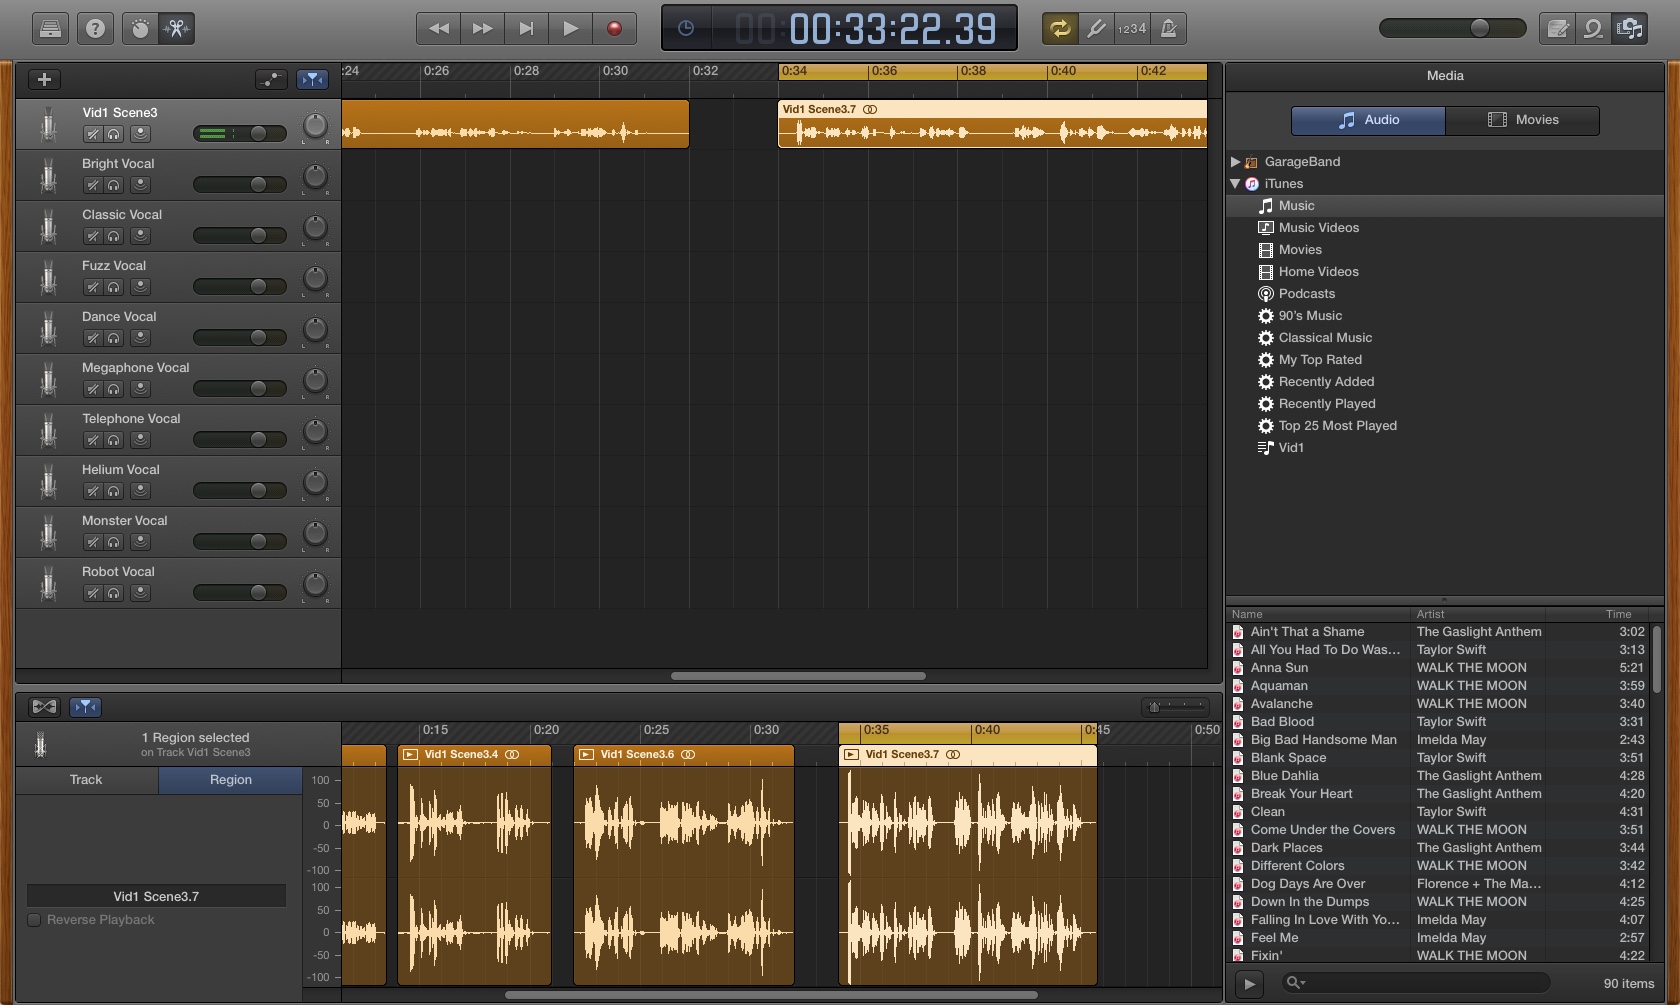 ?
00:33:22.39
1234
:24 0:26 0:28 0:30 0:32 0:34 0:36 0:38 0:40 0:42
Vid1 Scene3
L R
Bright Vocal
L R
Classic Vocal
L R
Fuzz Vocal
L R
Dance Vocal
L R
Megaphone Vocal
L R
Telephone Vocal
L R
Helium Vocal
L R
Monster Vocal
L R
Robot Vocal
L R
Vid1 Scene3.7
Media
Audio Movies
GarageBand
iTunes
Music
Music Videos
Movies
Home Videos
Podcasts
90's Music
Classical Music
My Top Rated
Recently Added
Recently Played
Top 25 Most Played
Vid1
Name Artist Time
Ain't That a Shame The Gaslight Anthem 3:02
All You Had To Do Was... Taylor Swift 3:13
Anna Sun WALK THE MOON 5:21
Aquaman WALK THE MOON 3:59
Avalanche WALK THE MOON 3:40
Bad Blood Taylor Swift 3:31
Big Bad Handsome Man Imelda May 2:43
Blank Space Taylor Swift 3:51
Blue Dahlia The Gaslight Anthem 4:28
Break Your Heart The Gaslight Anthem 4:20
Clean Taylor Swift 4:31
Come Under the Covers WALK THE MOON 3:51
Dark Places The Gaslight Anthem 3:44
Different Colors WALK THE MOON 3:42
Dog Days Are Over Florence + The Ma... 4:12
Down In the Dumps WALK THE MOON 4:25
Falling In Love With Yo... Imelda May 4:07
Feel Me Imelda May 2:57
Fixin' WALK THE MOON 4:22
90 items
1 Region selected
on Track Vid1 Scene3
Track Region
Vid1 Scene3.7
Reverse Playback
0:15 0:20 0:25 0:30 0:35 0:40 0:45 0:50
Vid1 Scene3.4 Vid1 Scene3.6 Vid1 Scene3.7
100
50
0
-50
-100
100
50
0
-50
-100